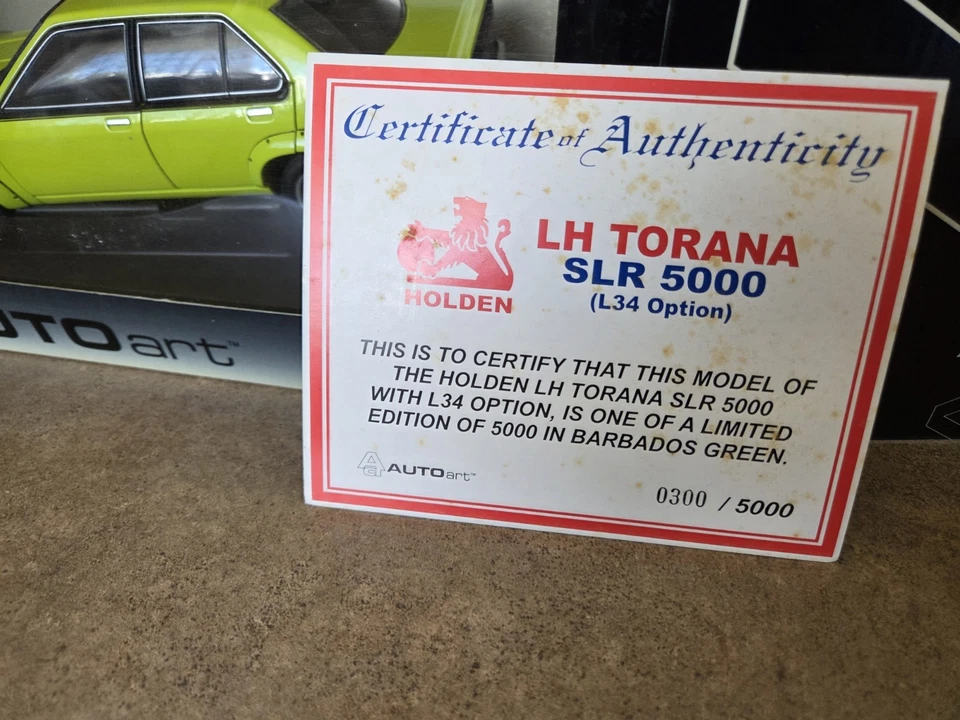 Certificate of Authenticity
HOLDEN
LH TORANA
SLR 5000
(L34 Option)
THIS IS TO CERTIFY THAT THIS MODEL OF
THE HOLDEN LH TORANA SLR 5000
WITH L34 OPTION, IS ONE OF A LIMITED
EDITION OF 5000 IN BARBADOS GREEN.
AUTOart™
0300 / 5000
UTOart™